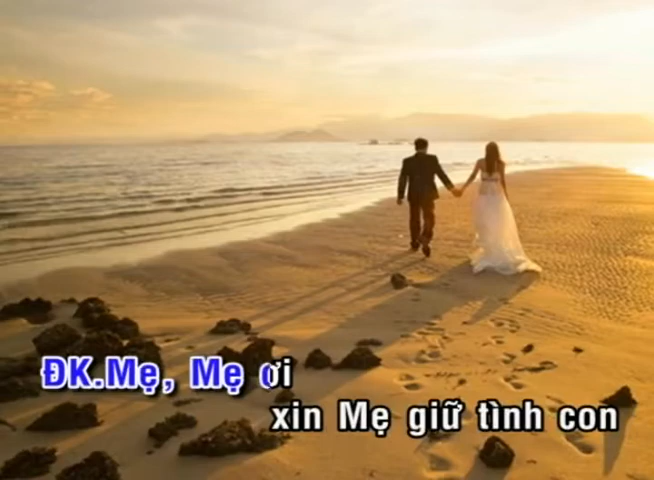 ĐK.Mẹ, Mẹ ơi
xin Mẹ giữ tình con